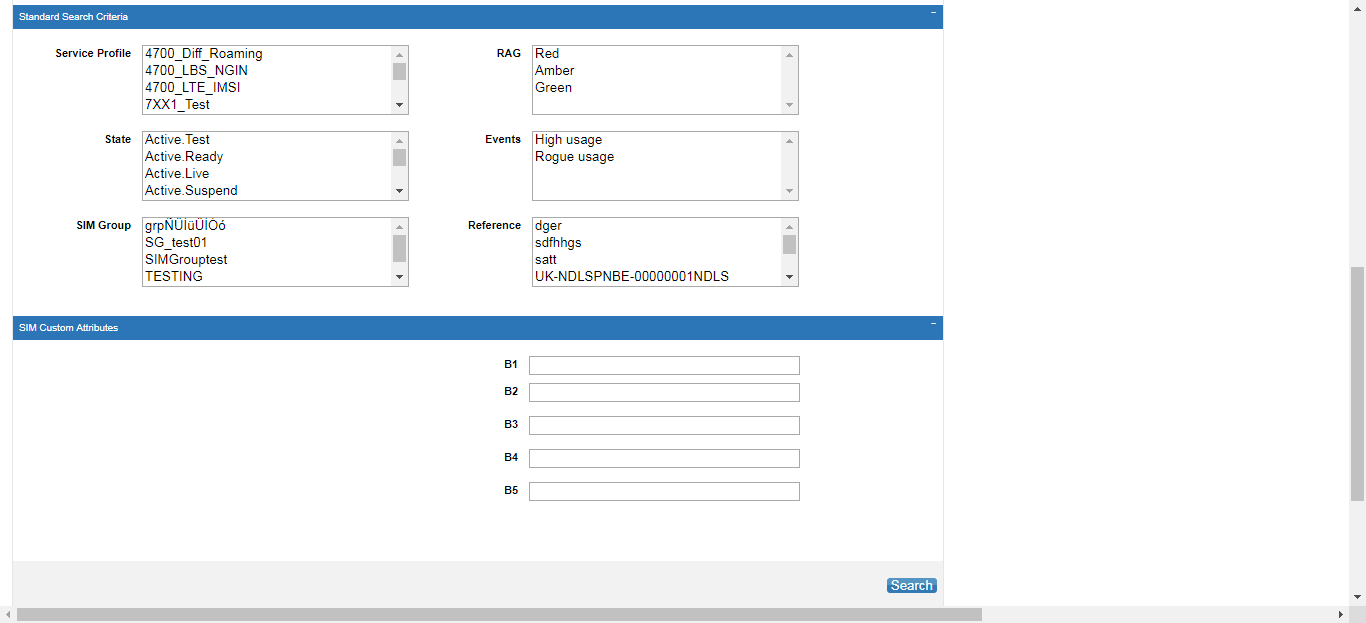 Standard Search Criteria
Service Profile
4700_Diff_Roaming
4700_LBS_NGIN
4700_LTE_IMSI
7XX1_Test
RAG
Red
Amber
Green
State
Active.Test
Active.Ready
Active.Live
Active.Suspend
Events
High usage
Rogue usage
SIM Group
SG_test01
SIMGrouptest
TESTING
Reference
dger
sdfhhgs
satt
UK-NDLSPNBE-00000001NDLS
SIM Custom Attributes
B1
B2
B3
B4
B5
Search